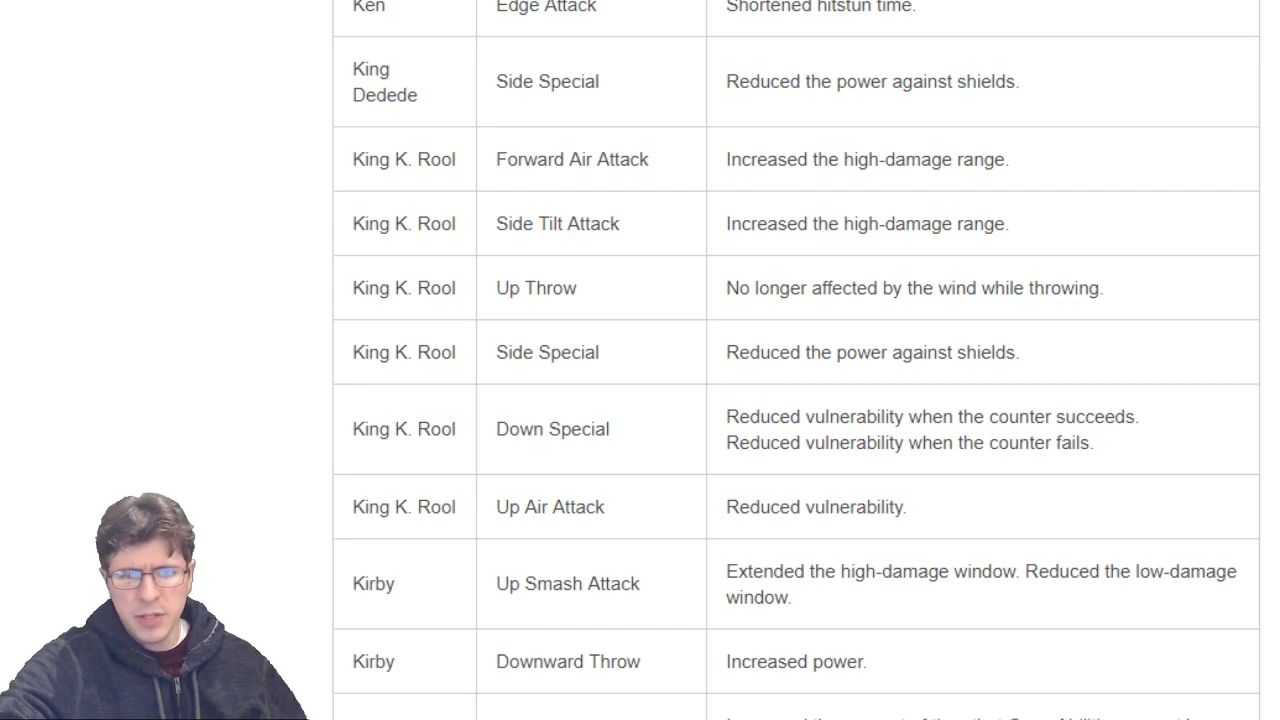 Ken Edge Attack Shortened hitstun time.
King
Dedede Side Special Reduced the power against shields.
King K. Rool Forward Air Attack Increased the high-damage range.
King K. Rool Side Tilt Attack Increased the high-damage range.
King K. Rool Up Throw No longer affected by the wind while throwing.
King K. Rool Side Special Reduced the power against shields.
King K. Rool Down Special Reduced vulnerability when the counter succeeds.
Reduced vulnerability when the counter fails.
King K. Rool Up Air Attack Reduced vulnerability.
Kirby Up Smash Attack Extended the high-damage window. Reduced the low-damage
window.
Kirby Downward Throw Increased power.